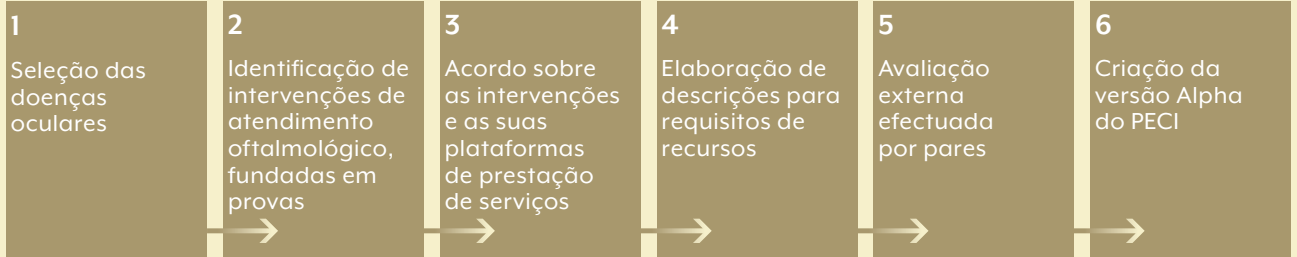 1
Seleção das
doenças
oculares
2
Identificação de
intervenções de
atendimento
oftalmológico,
fundadas em
provas
3
Acordo sobre
as intervenções
e as suas
plataformas
de prestação
de serviços
4
Elaboração de
descrições para
requisitos de
recursos
5
Avaliação
externa
efectuada
por pares
6
Criação da
versão Alpha
do PECI